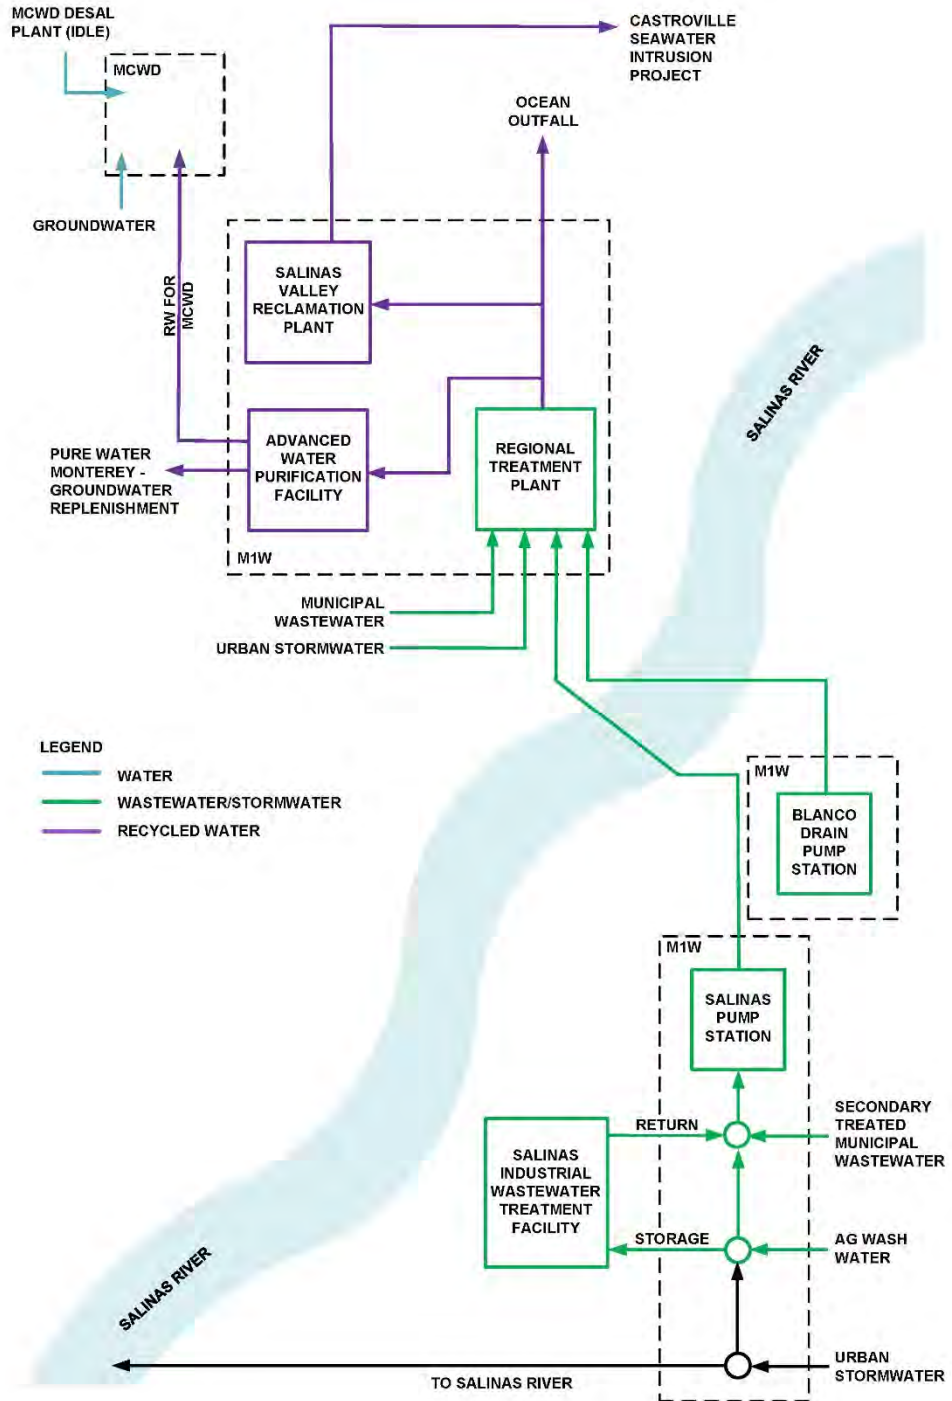 MCWD DESAL
PLANT (IDLE)
MCWD
GROUNDWATER
CASTROVILLE
SEAWATER
INTRUSION
PROJECT
OCEAN
OUTFALL
RW FOR
MCWD
SALINAS
VALLEY
RECLAMATION
PLANT
ADVANCED
WATER
PURIFICATION
FACILITY
REGIONAL
TREATMENT
PLANT
PURE WATER
MONTEREY -
GROUNDWATER
REPLENISHMENT
M1W
MUNICIPAL
WASTEWATER
URBAN STORMWATER
SALINAS RIVER
LEGEND
WATER
WASTEWATER/STORMWATER
RECYCLED WATER
M1W
BLANCO
DRAIN
PUMP
STATION
M1W
SALINAS
PUMP
STATION
SALINAS
INDUSTRIAL
WASTEWATER
TREATMENT
FACILITY
RETURN
STORAGE
SECONDARY
TREATED
MUNICIPAL
WASTEWATER
AG WASH
WATER
URBAN
STORMWATER
SALINAS RIVER
TO SALINAS RIVER